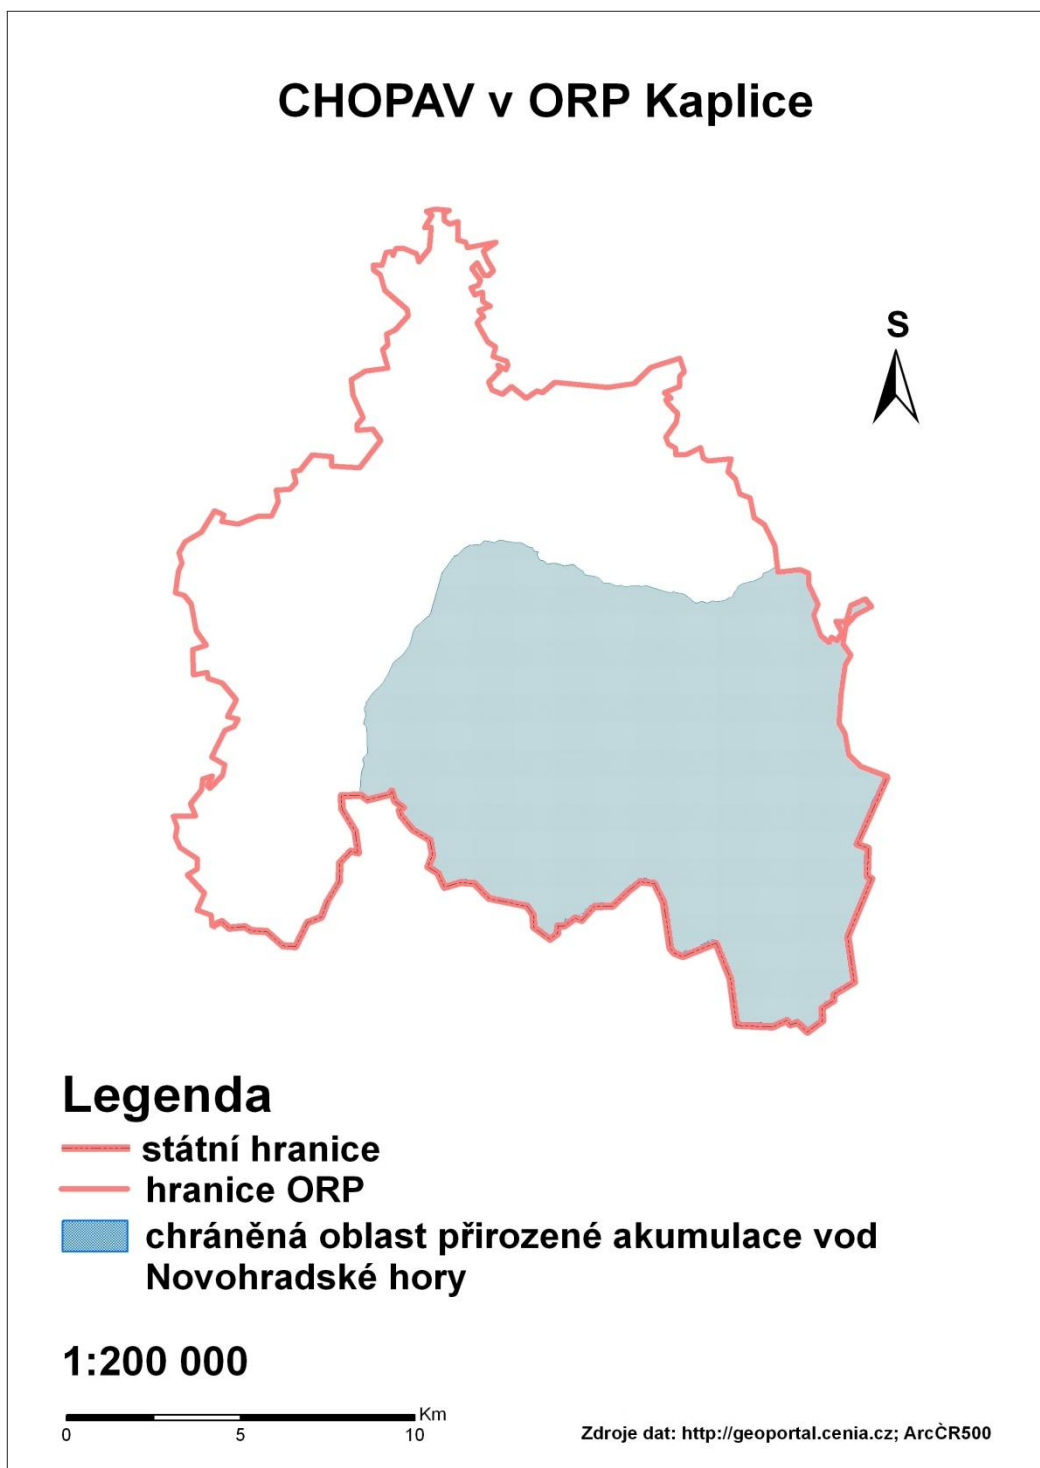 CHOPAV v ORP Kaplice
S
Legenda
státní hranice
hranice ORP
chráněná oblast přirozené akumulace vod
Novohradské hory
1:200 000
Km
0 5 10
Zdroje dat: http://geoportal.cenia.cz; ArcČR500